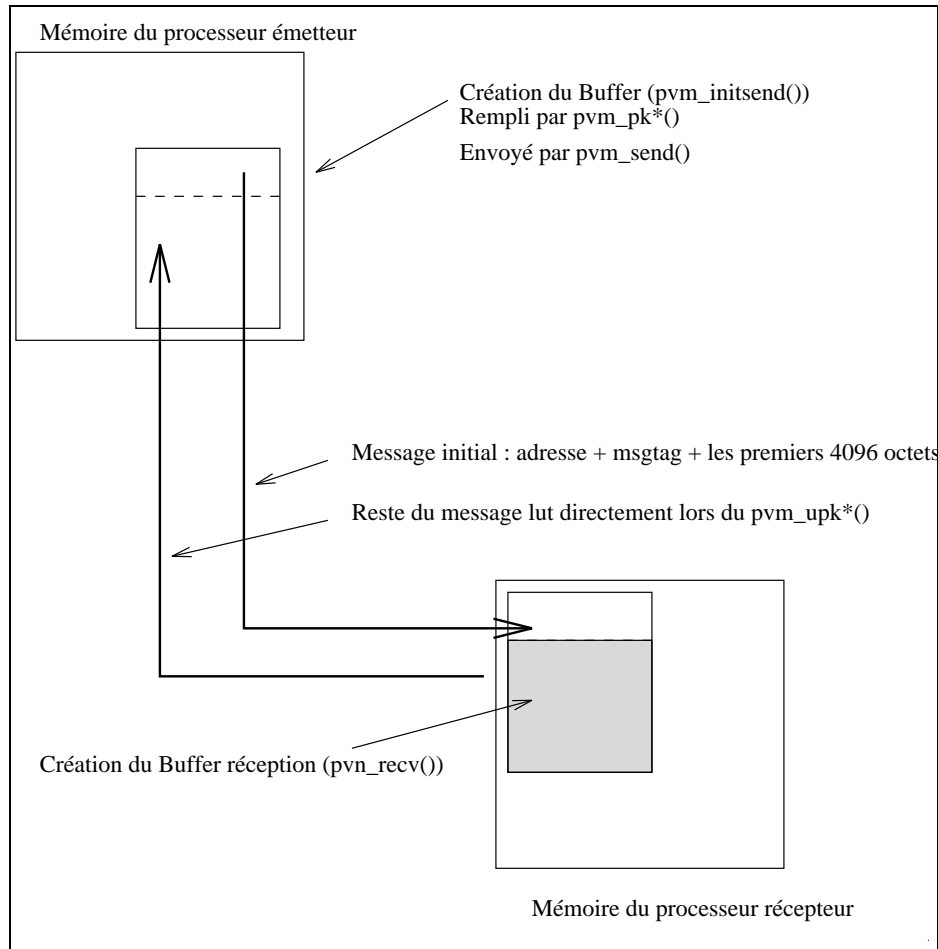 Mémoire du processeur émetteur
Création du Buffer (pvm_initsend())
Rempli par pvm_pk*()
Envoyé par pvm_send()
Message initial : adresse + msgtag + les premiers 4096 octets
Reste du message lut directement lors du pvm_upk*()
Création du Buffer réception (pvn_recv())
Mémoire du processeur récepteur